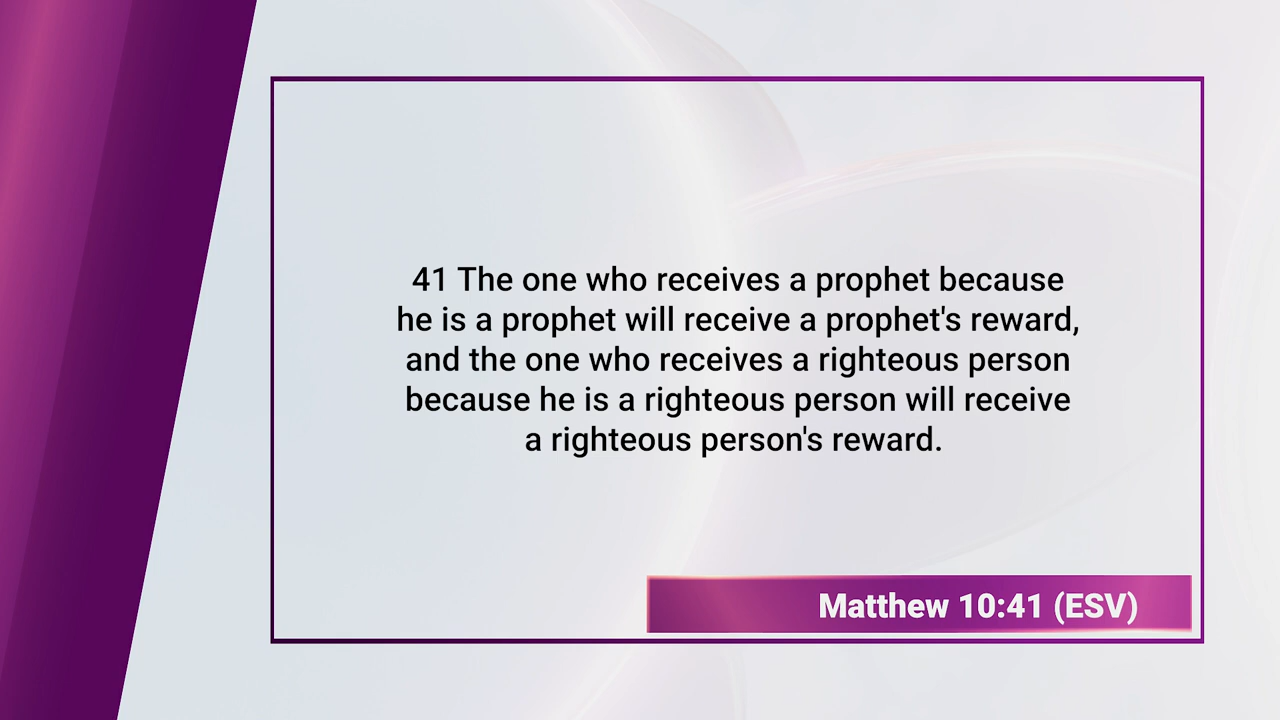 41 The one who receives a prophet because
he is a prophet will receive a prophet's reward,
and the one who receives a righteous person
because he is a righteous person will receive
a righteous person's reward.
Matthew 10:41 (ESV)